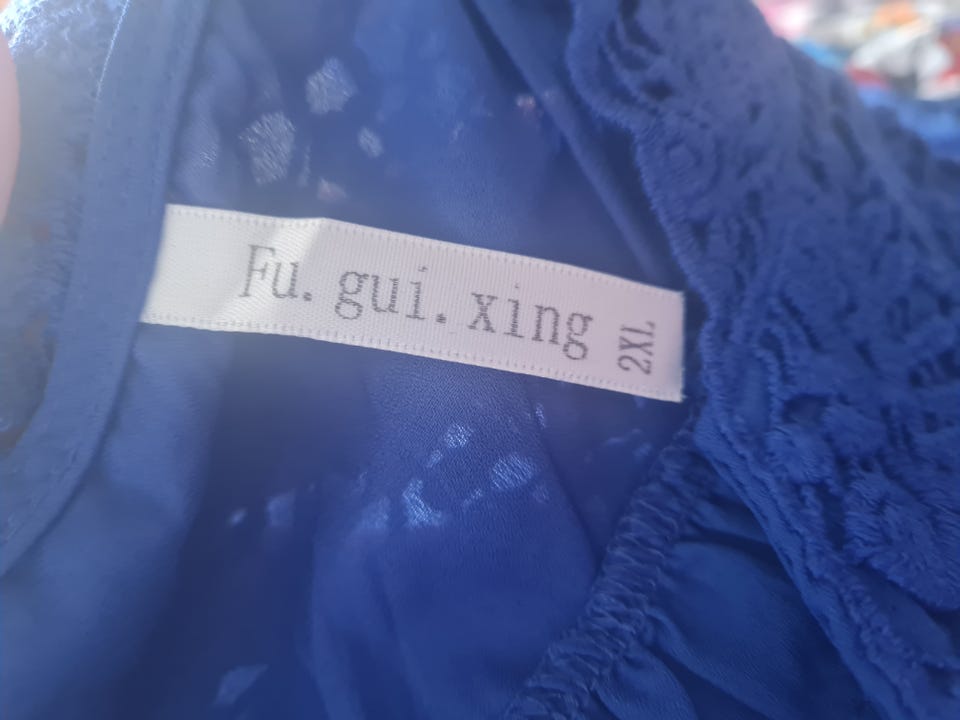 Fu. gui. xing
2XL